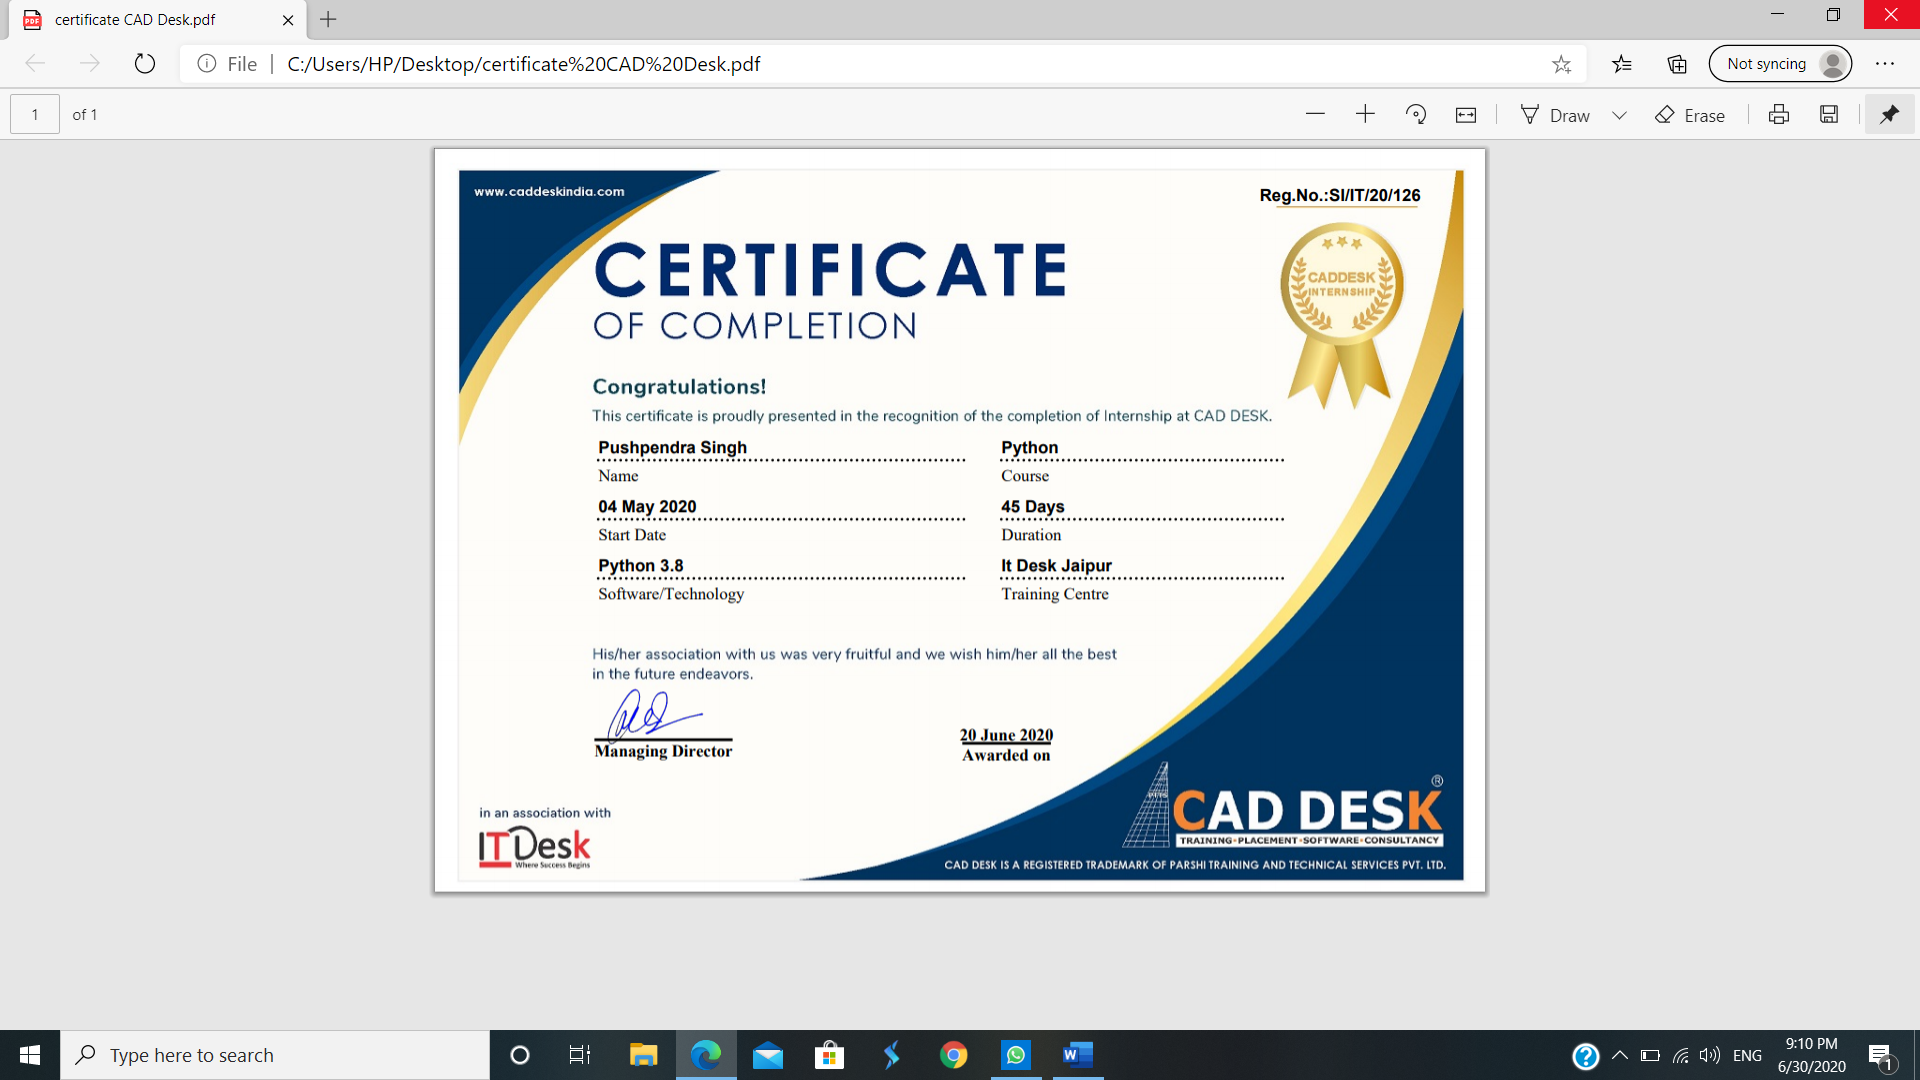 certificate CAD Desk.pdf
File
C:/Users/HP/Desktop/certificate%20CAD%20Desk.pdf
Not syncing
1 of 1
Draw
Erase
www.caddeskindia.com
Reg.No.:SI/IT/20/126
CADDESK
INTERNSHIP
CERTIFICATE
OF COMPLETION
Congratulations!
This certificate is proudly presented in the recognition of the completion of Internship at CAD DESK.
Pushpendra Singh
Name
Python
Course
04 May 2020
Start Date
45 Days
Duration
Python 3.8
Software/Technology
It Desk Jaipur
Training Centre
His/her association with us was very fruitful and we wish him/her all the best
in the future endeavors.
Managing Director
20 June 2020
Awarded on
in an association with
IT Desk
Where Success Begins
CAD DESK®
TRAINING•PLACEMENT•SOFTWARE•CONSULTANCY
CAD DESK IS A REGISTERED TRADEMARK OF PARSHI TRAINING AND TECHNICAL SERVICES PVT. LTD.
Type here to search
ENG
9:10 PM
6/30/2020
1